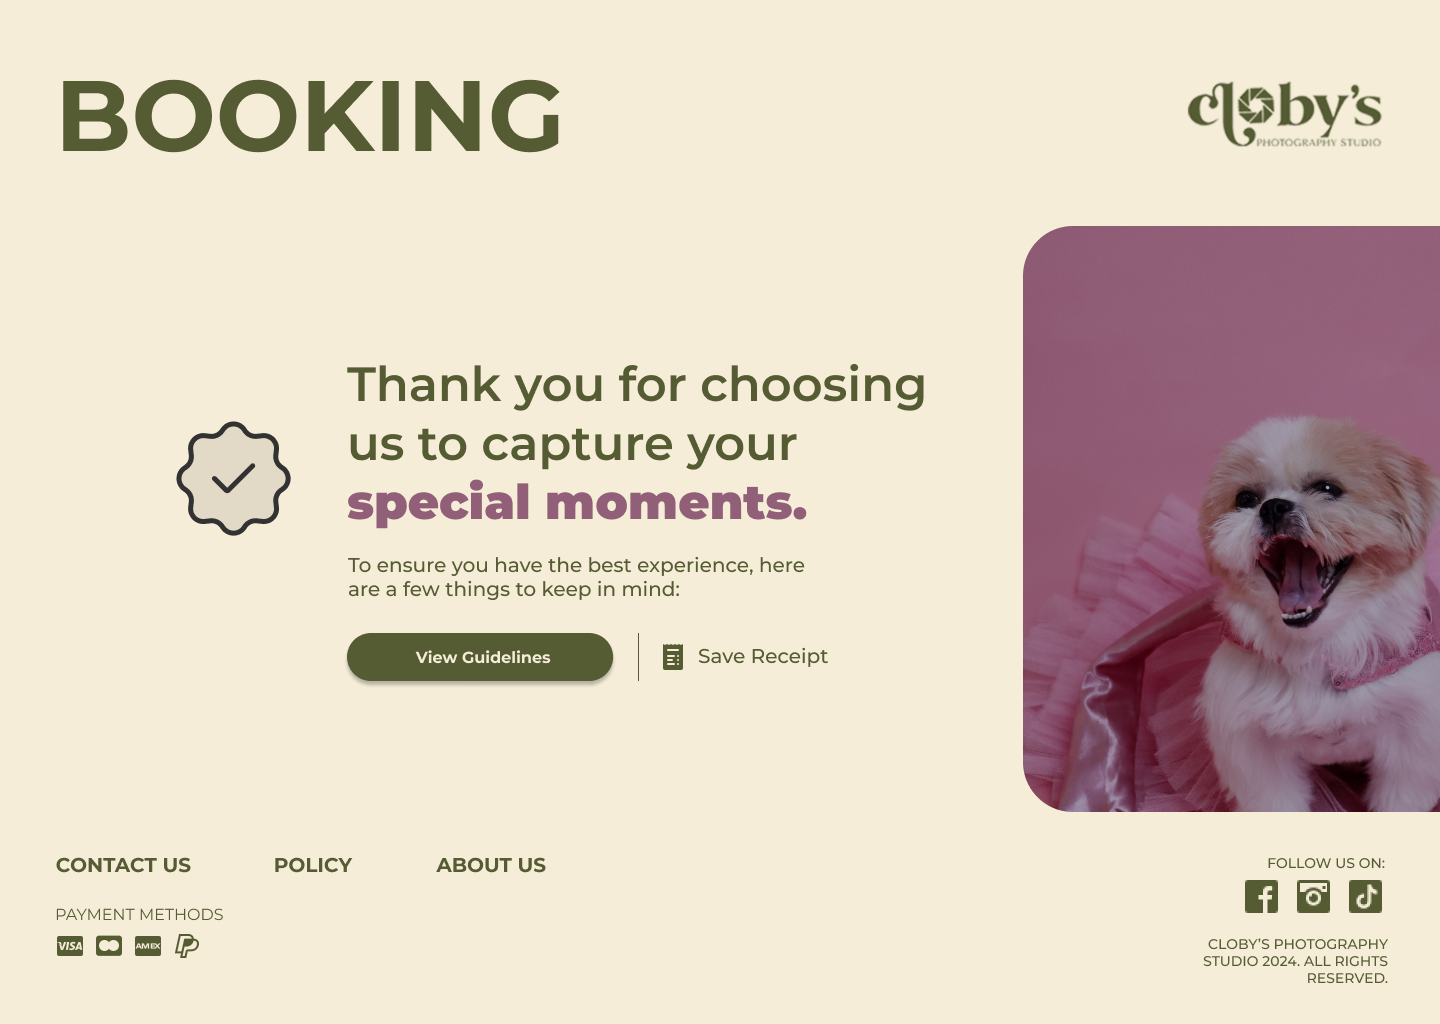 BOOKING
cloby's
PHOTOGRAPHY STUDIO
Thank you for choosing
us to capture your
special moments.
To ensure you have the best experience, here
are a few things to keep in mind:
View Guidelines
Save Receipt
CONTACT US
POLICY
ABOUT US
PAYMENT METHODS
VISA
AMEX
FOLLOW US ON:
CLOBY’S PHOTOGRAPHY
STUDIO 2024. ALL RIGHTS
RESERVED.